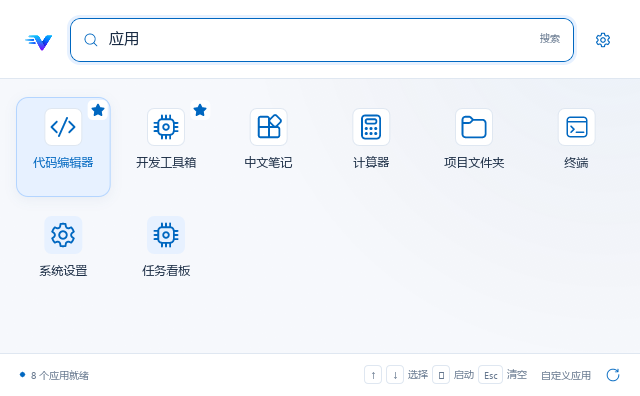 应用
搜索
代码编辑器
开发工具箱
中文笔记
计算器
项目文件夹
终端
系统设置
任务看板
8 个应用就绪
↑ ↓ 选择 启动 Esc 清空 自定义应用